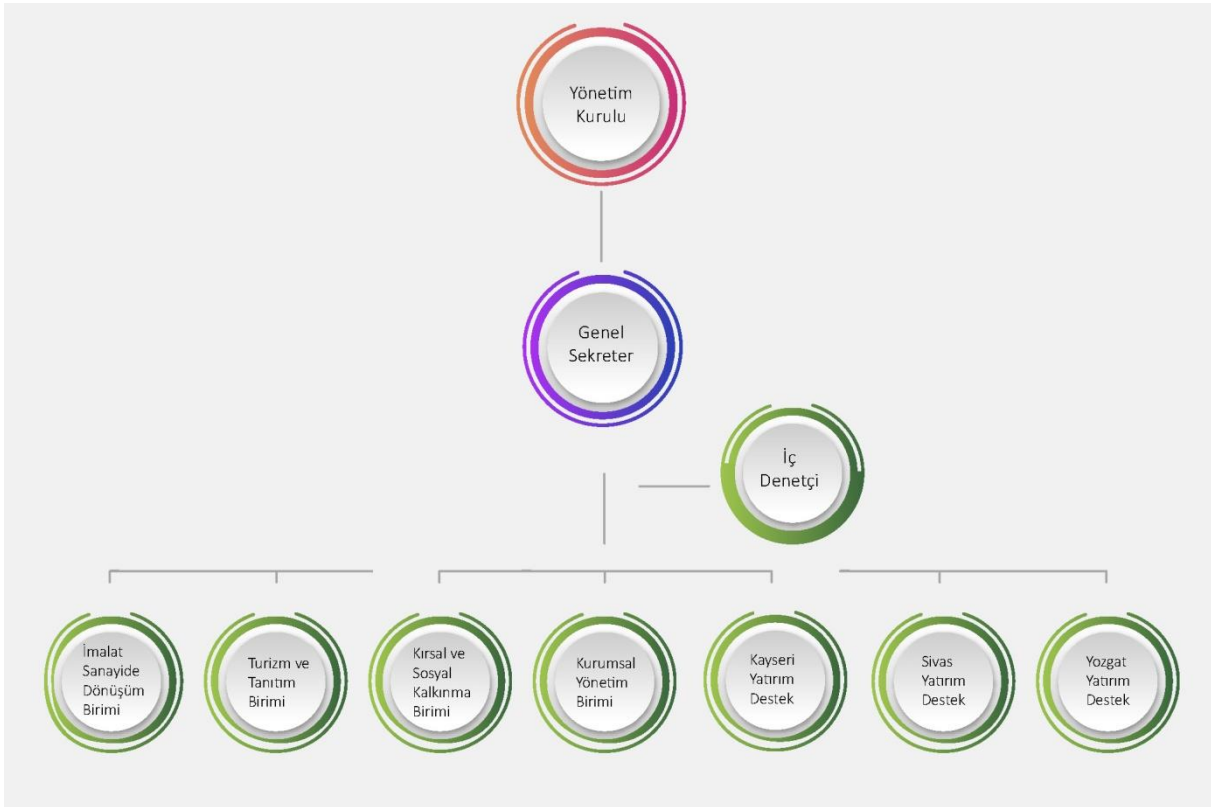 Yönetim
Kurulu
Genel
Sekreter
İç
Denetçi
İmalat
Sanayide
Dönüşüm
Birimi
Turizm ve
Tanıtım
Birimi
Kırsal ve
Sosyal
Kalkınma
Birimi
Kurumsal
Yönetim
Birimi
Kayseri
Yatırım
Destek
Sivas
Yatırım
Destek
Yozgat
Yatırım
Destek